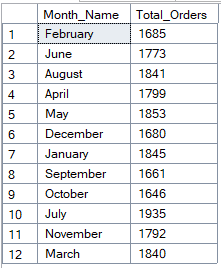 Month_Name Total_Orders
1 February 1685
2 June 1773
3 August 1841
4 April 1799
5 May 1853
6 December 1680
7 January 1845
8 September 1661
9 October 1646
10 July 1935
11 November 1792
12 March 1840